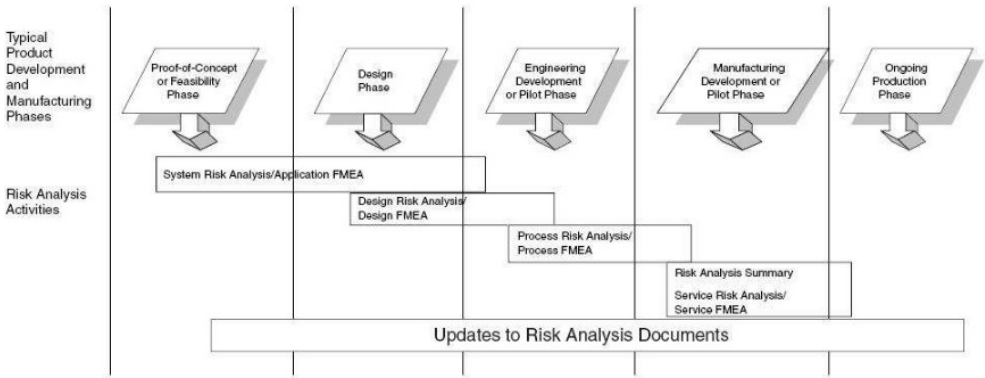 Typical
Product
Development
and
Manufacturing
Phases
Proof-of-Concept
or Feasibility
Phase
Design
Phase
Engineering
Development
or Pilot Phase
Manufacturing
Development or
Pilot Phase
Ongoing
Production
Phase
Risk Analysis
Activities
System Risk Analysis/Application FMEA
Design Risk Analysis/
Design FMEA
Process Risk Analysis/
Process FMEA
Risk Analysis Summary
Service Risk Analysis/
Service FMEA
Updates to Risk Analysis Documents